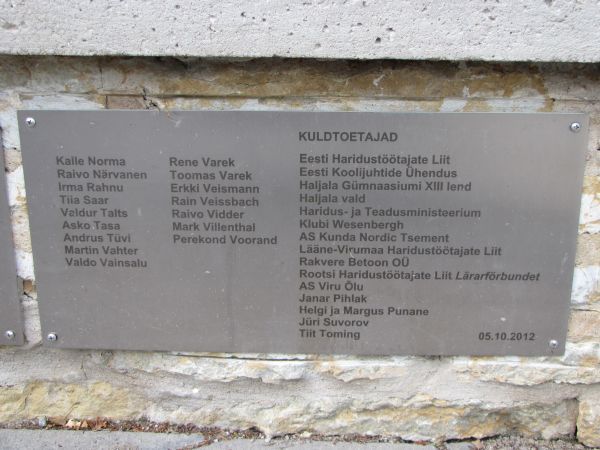 Kalle Norma
Raivo Närvanen
Irma Rahnu
Tiia Saar
Veldur Talts
Asko Tasa
Andrus Tüvi
Martin Vahter
Valdo Vainsalu
Rene Varek
Toomas Varek
Erkki Veismann
Rain Veissbach
Raivo Vidder
Mark Villenthal
Perekond Voorand
KULDTOETAJAD
Eesti Haridustöötajate Liit
Eesti Koolijuhtide Ühendus
Haljala Gümnaasiumi XIII lend
Haljala vald
Haridus- ja Teadusministeerium
Klubi Wesenbergh
AS Kunda Nordic Tsement
Lääne-Virumaa Haridustöötajate Liit
Rakvere Betoon OÜ
Rootsi Haridustöötajate Liit Lärarförbundet
AS Viru Õlu
Janar Pihlak
Helgi ja Margus Punane
Jüri Suvorov
Tiit Toming
05.10.2012